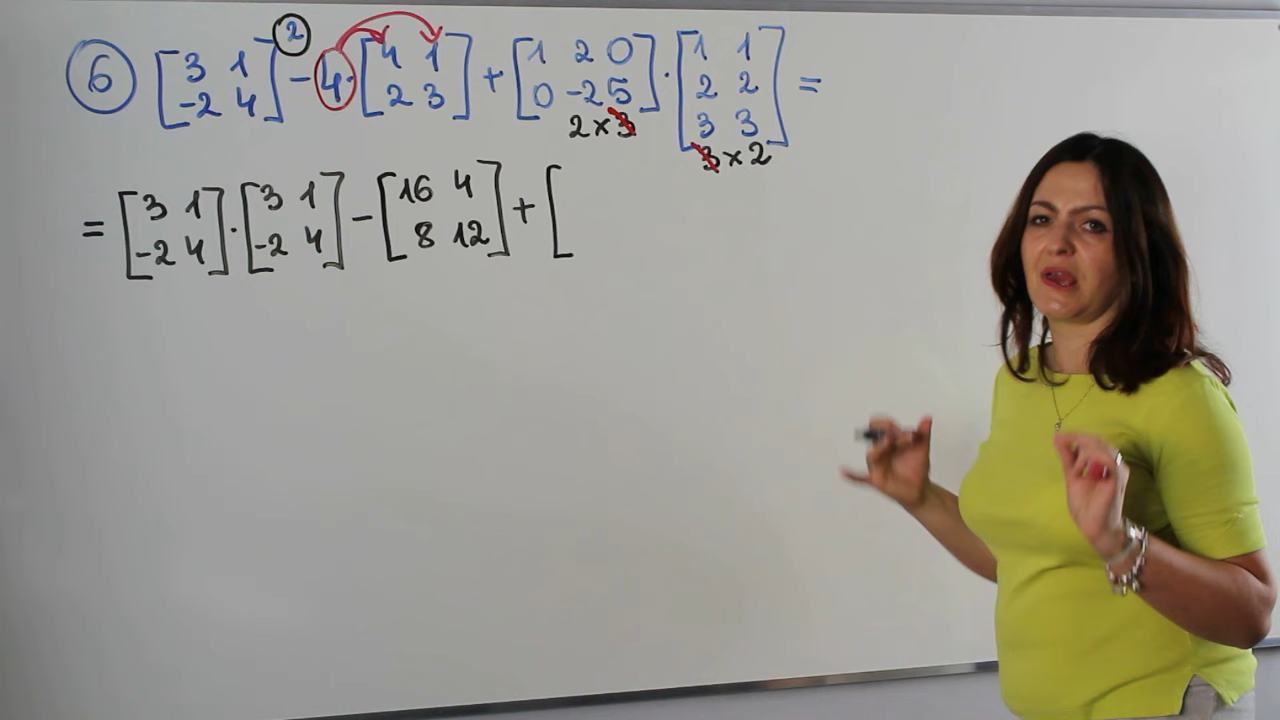 6 [3 1 -2 4]² - 4 · [4 1 2 3] + [1 2 0 0 -2 5] · [1 1 2 2 3 3] =
2 × 3 3 × 2
= [3 1 -2 4] · [3 1 -2 4] - [16 4 8 12] + [